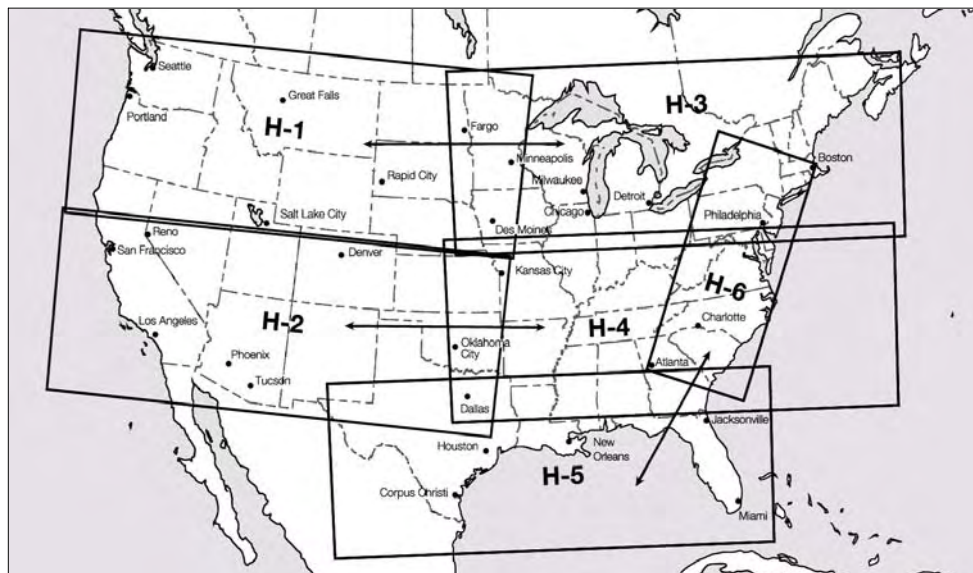 Seattle
Great Falls
H-3
Portland
H-1
Fargo
Minneapolis
Boston
Rapid City
Milwaukee
Detroit
Chicago
Salt Lake City
Philadelphia
Des Moines
Reno
San Francisco
Denver
Kansas City
H-6
Los Angeles
H-2
H-4
Charlotte
Oklahoma
City
Phoenix
Atlanta
Tucson
Dallas
Jacksonville
Houston
New
Orleans
H-5
Corpus Christi
Miami